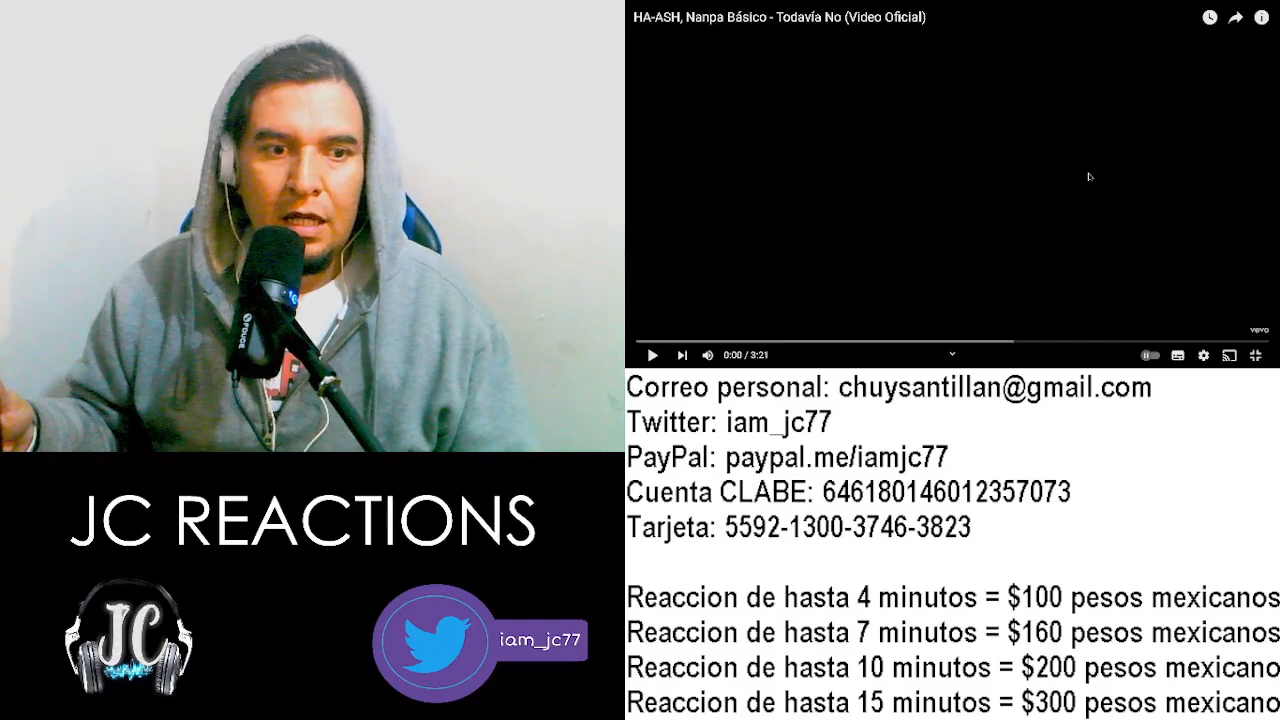 HA-ASH, Nanpa Básico - Todavía No (Video Oficial)
vevo
0:00 / 3:21
FDUCE
Correo personal: chuysantillan@gmail.com
Twitter: iam_jc77
PayPal: paypal.me/iamjc77
Cuenta CLABE: 646180146012357073
Tarjeta: 5592-1300-3746-3823
JC REACTIONS
JC
iam_jc77
Reaccion de hasta 4 minutos = $100 pesos mexicanos
Reaccion de hasta 7 minutos = $160 pesos mexicanos
Reaccion de hasta 10 minutos = $200 pesos mexicano
Reaccion de hasta 15 minutos = $300 pesos mexicano